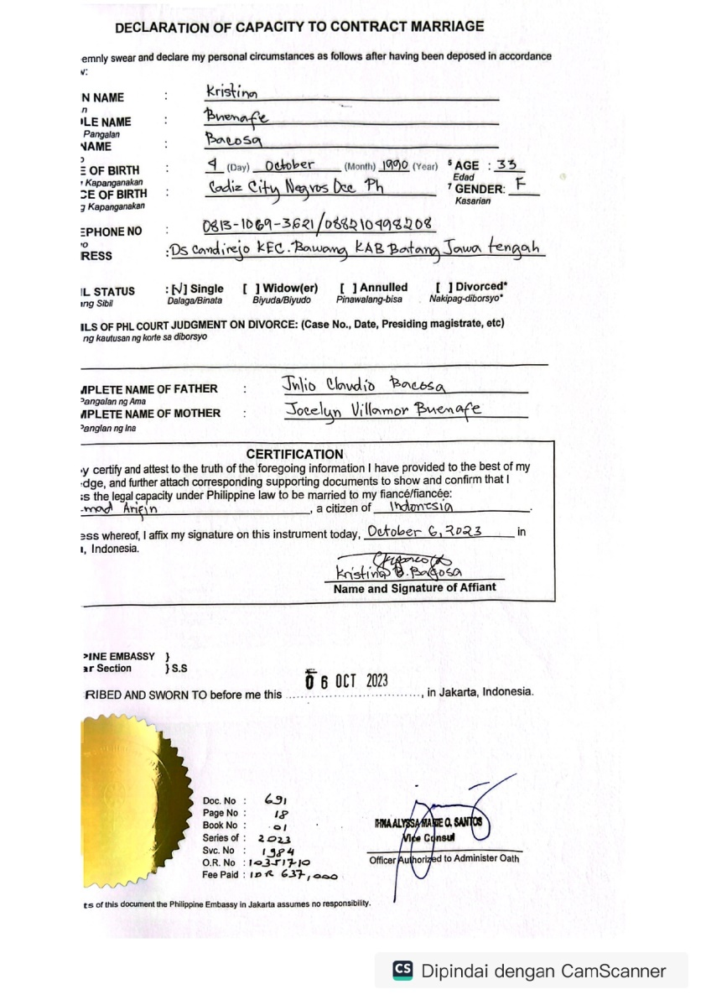 DECLARATION OF CAPACITY TO CONTRACT MARRIAGE
emnly swear and declare my personal circumstances as follows after having been deposed in accordance
w:
N NAME : Kristina
n
LE NAME : Buenafe
Pangalan
NAME : Bacosa
E OF BIRTH : 4 (Day) October (Month) 1990 (Year) 5 AGE : 33
Kapanganakan Edad
CE OF BIRTH : Cadiz City Negros Occ Ph 7 GENDER: F
g Kapanganakan Kasarian
EPHONE NO : 0813-1069-3621/088210498208
RESS : Ds Candirejo KEC. Bawang KAB Batang Jawa tengah
L STATUS : [√] Single [ ] Widow(er) [ ] Annulled [ ] Divorced*
ng Sibil Dalaga/Binata Biyuda/Biyudo Pinawalang-bisa Nakipag-diborsyo*
ILS OF PHL COURT JUDGMENT ON DIVORCE: (Case No., Date, Presiding magistrate, etc)
ng kautusan ng korte sa diborsyo
MPLETE NAME OF FATHER : Julio Claudio Bacosa
Pangalan ng Ama
MPLETE NAME OF MOTHER : Jocelyn Villamor Buenafe
Panglan ng Ina
CERTIFICATION
y certify and attest to the truth of the foregoing information I have provided to the best of my
dge, and further attach corresponding supporting documents to show and confirm that I
s the legal capacity under Philippine law to be married to my fiancé/fiancée:
mad Arifin, a citizen of Indonesia.
ess whereof, I affix my signature on this instrument today, October 6, 2023 in
, Indonesia.
Kristina B. Bacosa
Name and Signature of Affiant
PINE EMBASSY }
ar Section } S.S
06 OCT 2023
RIBED AND SWORN TO before me this ............................., in Jakarta, Indonesia.
Doc. No : 691
Page No : 18
Book No : 01
Series of : 2023
Svc. No : 1984
O.R. No : 10351710
Fee Paid : IDR 637,000
ALYSSA MARIE O. SANTOS
Vice Consul
Officer Authorized to Administer Oath
ts of this document the Philippine Embassy in Jakarta assumes no responsibility.
CS Dipindai dengan CamScanner